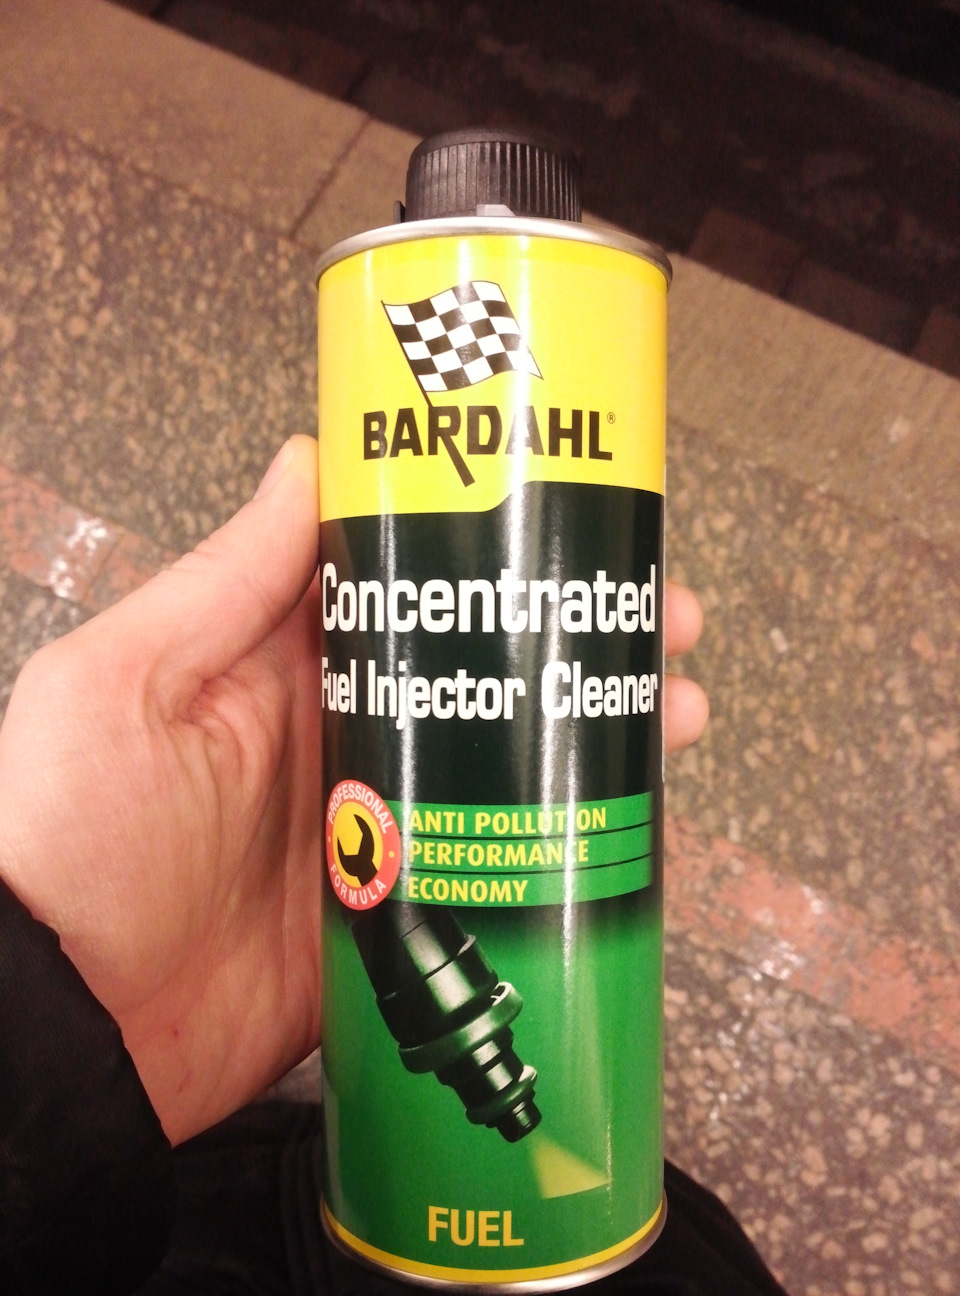 BARDAHL®
Concentrated
Fuel Injector Cleaner
PROFESSIONAL
FORMULA
ANTI POLLUTION
PERFORMANCE
ECONOMY
FUEL